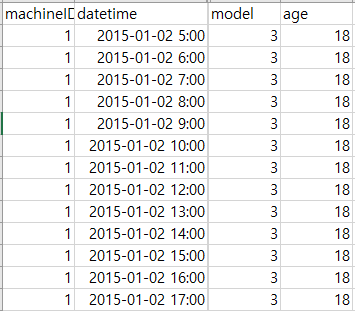 machineID datetime model age
1 2015-01-02 5:00 3 18
1 2015-01-02 6:00 3 18
1 2015-01-02 7:00 3 18
1 2015-01-02 8:00 3 18
1 2015-01-02 9:00 3 18
1 2015-01-02 10:00 3 18
1 2015-01-02 11:00 3 18
1 2015-01-02 12:00 3 18
1 2015-01-02 13:00 3 18
1 2015-01-02 14:00 3 18
1 2015-01-02 15:00 3 18
1 2015-01-02 16:00 3 18
1 2015-01-02 17:00 3 18